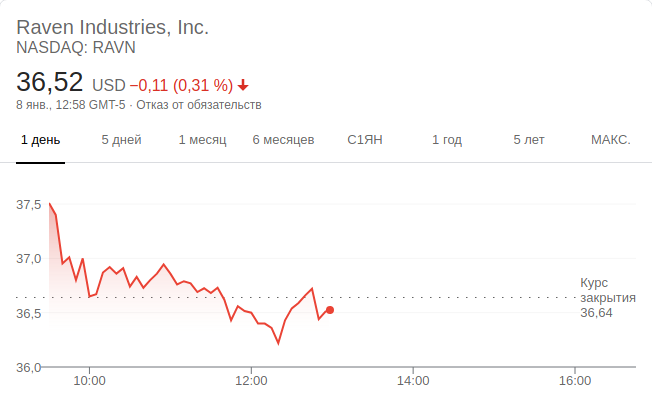 Raven Industries, Inc.
NASDAQ: RAVN
36,52 USD −0,11 (0,31 %)
8 янв., 12:58 GMT-5 · Отказ от обязательств
1 день 5 дней 1 месяц 6 месяцев С1ЯН 1 год 5 лет МАКС.
37,5
37,0
Курс
закрытия
36,64
36,5
36,0
10:00 12:00 14:00 16:00